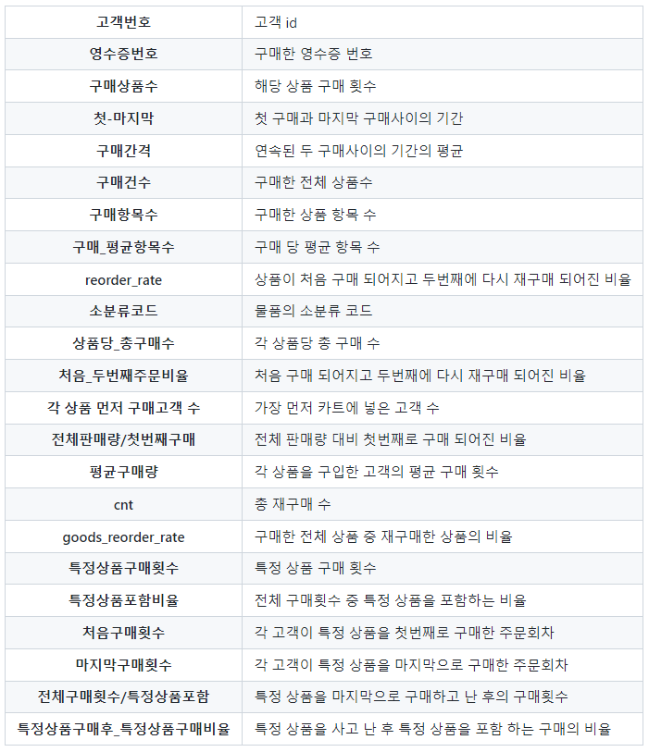 고객번호 고객 id
영수증번호 구매한 영수증 번호
구매상품수 해당 상품 구매 횟수
첫-마지막 첫 구매과 마지막 구매사이의 기간
구매간격 연속된 두 구매사이의 기간의 평균
구매건수 구매한 전체 상품수
구매항목수 구매한 상품 항목 수
구매_평균항목수 구매 당 평균 항목 수
reorder_rate 상품이 처음 구매 되어지고 두번째에 다시 재구매 되어진 비율
소분류코드 물품의 소분류 코드
상품당_총구매수 각 상품당 총 구매 수
처음_두번째주문비율 처음 구매 되어지고 두번째에 다시 재구매 되어진 비율
각 상품 먼저 구매고객 수 가장 먼저 카트에 넣은 고객 수
전체판매량/첫번째구매 전체 판매량 대비 첫번째로 구매 되어진 비율
평균구매량 각 상품을 구입한 고객의 평균 구매 횟수
cnt 총 재구매 수
goods_reorder_rate 구매한 전체 상품 중 재구매한 상품의 비율
특정상품구매횟수 특정 상품 구매 횟수
특정상품포함비율 전체 구매횟수 중 특정 상품을 포함하는 비율
처음구매횟수 각 고객이 특정 상품을 첫번째로 구매한 주문회차
마지막구매횟수 각 고객이 특정 상품을 마지막으로 구매한 주문회차
전체구매횟수/특정상품포함 특정 상품을 마지막으로 구매하고 난 후의 구매횟수
특정상품구매후_특정상품구매비율 특정 상품을 사고 난 후 특정 상품을 포함 하는 구매의 비율